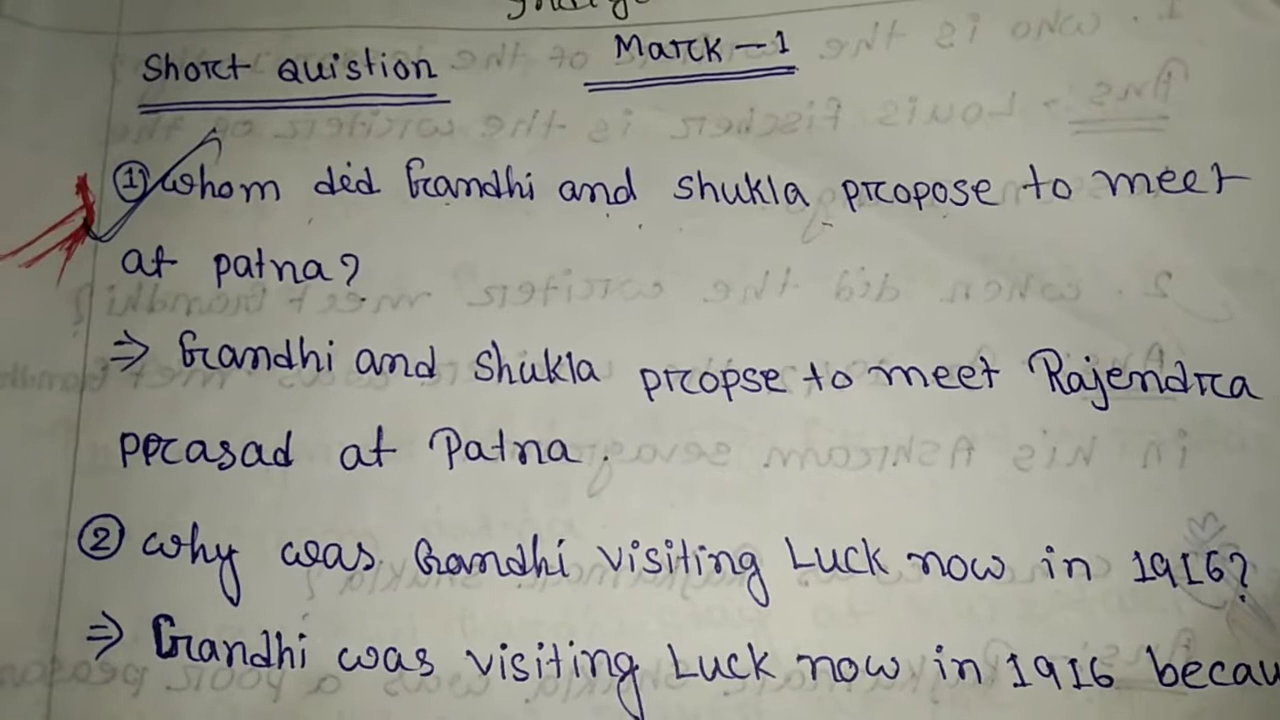 Short Quistion Mark-1
① Whom did Gandhi and Shukla propose to meet
at patna?
⇒ Gandhi and Shukla propse to meet Rajendra
Prasad at Patna.
② Why was Gandhi visiting Luck now in 1916?
⇒ Gandhi was visiting Luck now in 1916 becau